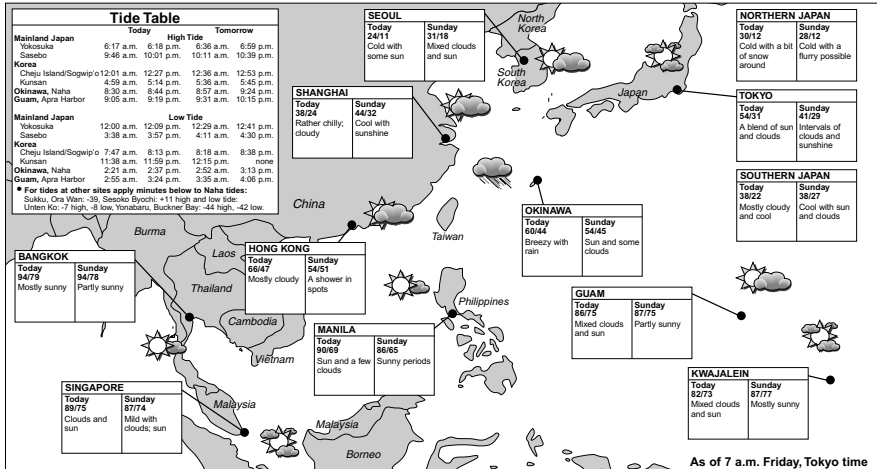 Tide Table
Today Tomorrow
Mainland Japan High Tide
Yokosuka 6:17 a.m. 6:18 p.m. 6:36 a.m. 6:59 p.m.
Sasebo 9:46 a.m. 10:01 p.m. 10:11 a.m. 10:39 p.m.
Korea
Cheju Island/Sogwip'o 12:01 a.m. 12:27 p.m. 12:36 a.m. 12:53 p.m.
Kunsan 4:59 a.m. 5:14 p.m. 5:36 a.m. 5:45 p.m.
Okinawa, Naha 8:30 a.m. 8:44 p.m. 8:57 a.m. 9:24 p.m.
Guam, Apra Harbor 9:05 a.m. 9:19 p.m. 9:31 a.m. 10:15 p.m.
Mainland Japan Low Tide
Yokosuka 12:00 a.m. 12:09 p.m. 12:29 a.m. 12:41 p.m.
Sasebo 3:38 a.m. 3:57 p.m. 4:11 a.m. 4:30 p.m.
Korea
Cheju Island/Sogwip'o 7:47 a.m. 8:13 p.m. 8:18 a.m. 8:38 p.m.
Kunsan 11:38 a.m. 11:59 p.m. 12:15 p.m. none
Okinawa, Naha 2:21 a.m. 2:37 p.m. 2:52 a.m. 3:13 p.m.
Guam, Apra Harbor 2:55 a.m. 3:24 p.m. 3:35 a.m. 4:06 p.m.
• For tides at other sites apply minutes below to Naha tides:
Sukku, Ora Wan: -39, Sesoko Byochi: +11 high and low tide:
Unten Ko: -7 high, -8 low, Yonabaru, Buckner Bay: -44 high, -42 low.
SEOUL
Today Sunday
24/11 31/18
Cold with Mixed clouds
some sun and sun
North
Korea
South
Korea
Japan
NORTHERN JAPAN
Today Sunday
30/12 28/12
Cold with a bit Cold with a
of snow flurry possible
around
TOKYO
Today Sunday
54/31 41/29
A blend of sun Intervals of
and clouds clouds and
sunshine
SOUTHERN JAPAN
Today Sunday
38/22 38/27
Mostly cloudy Cool with sun
and cool and clouds
SHANGHAI
Today Sunday
38/24 44/32
Rather chilly; Cool with
cloudy sunshine
China
Taiwan
OKINAWA
Today Sunday
60/44 54/45
Breezy with Sun and some
rain clouds
Burma
Laos
Thailand
Cambodia
Vietnam
Philippines
BANGKOK
Today Sunday
94/79 94/78
Mostly sunny Partly sunny
HONG KONG
Today Sunday
66/47 54/51
Mostly cloudy A shower in
spots
GUAM
Today Sunday
86/75 87/75
Mixed clouds Partly sunny
and sun
MANILA
Today Sunday
90/69 86/65
Sun and a few Sunny periods
clouds
KWAJALEIN
Today Sunday
82/73 87/77
Mixed clouds Mostly sunny
and sun
SINGAPORE
Today Sunday
89/75 87/74
Clouds and Mild with
sun clouds; sun
Malaysia
Malaysia
Borneo
As of 7 a.m. Friday, Tokyo time